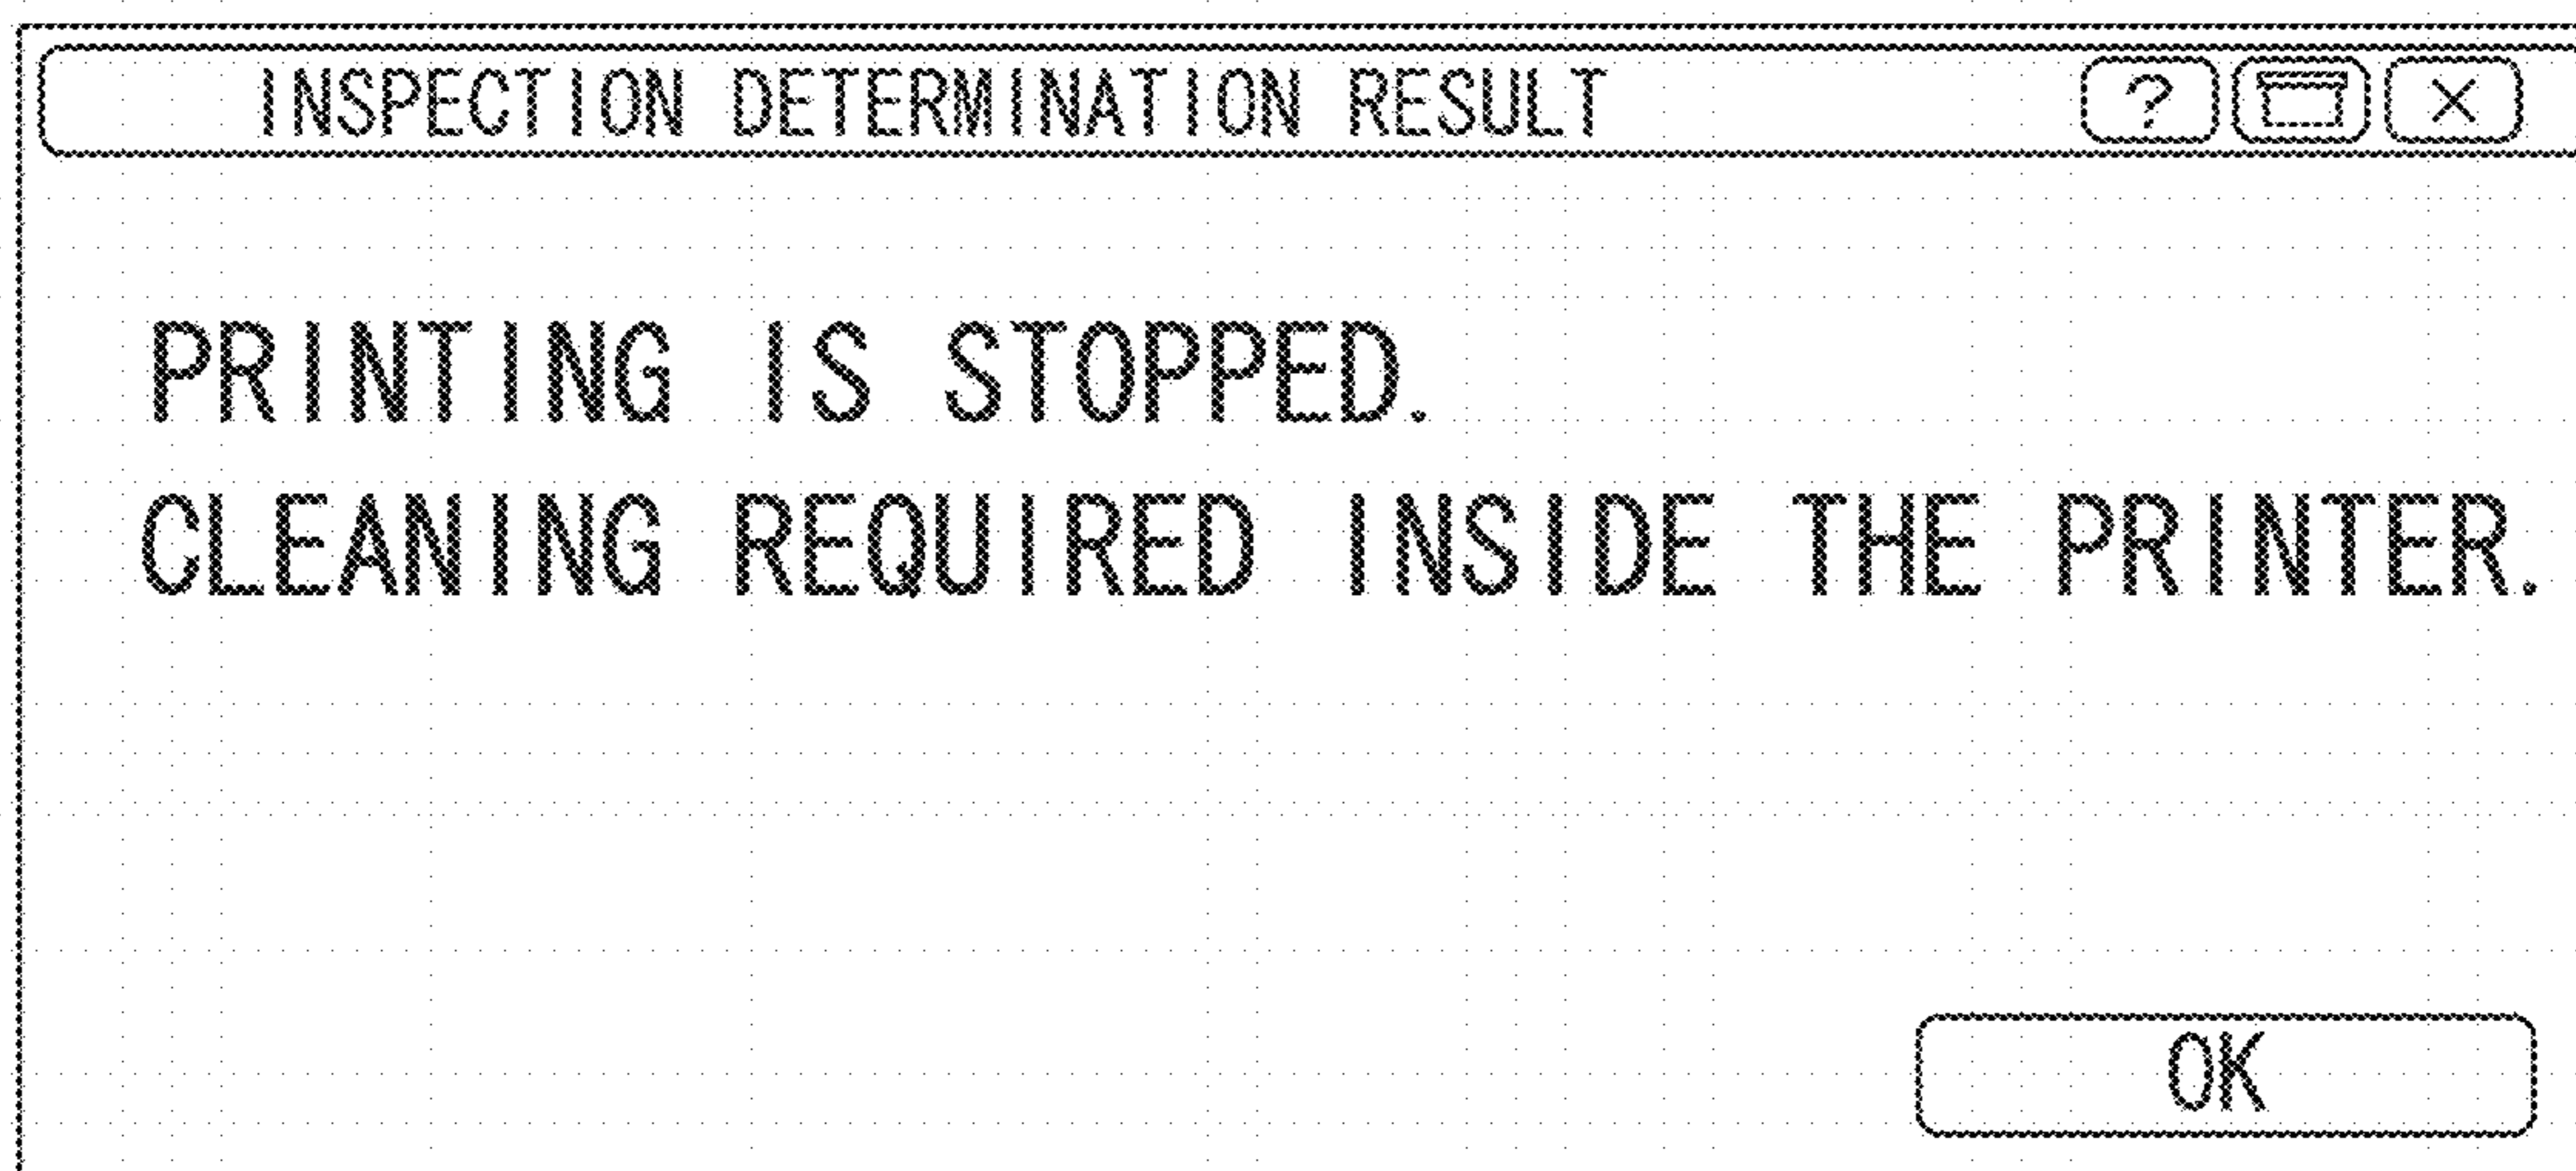 INSPECTION DETERMINATION RESULT ? ×
PRINTING IS STOPPED.
CLEANING REQUIRED INSIDE THE PRINTER.
OK